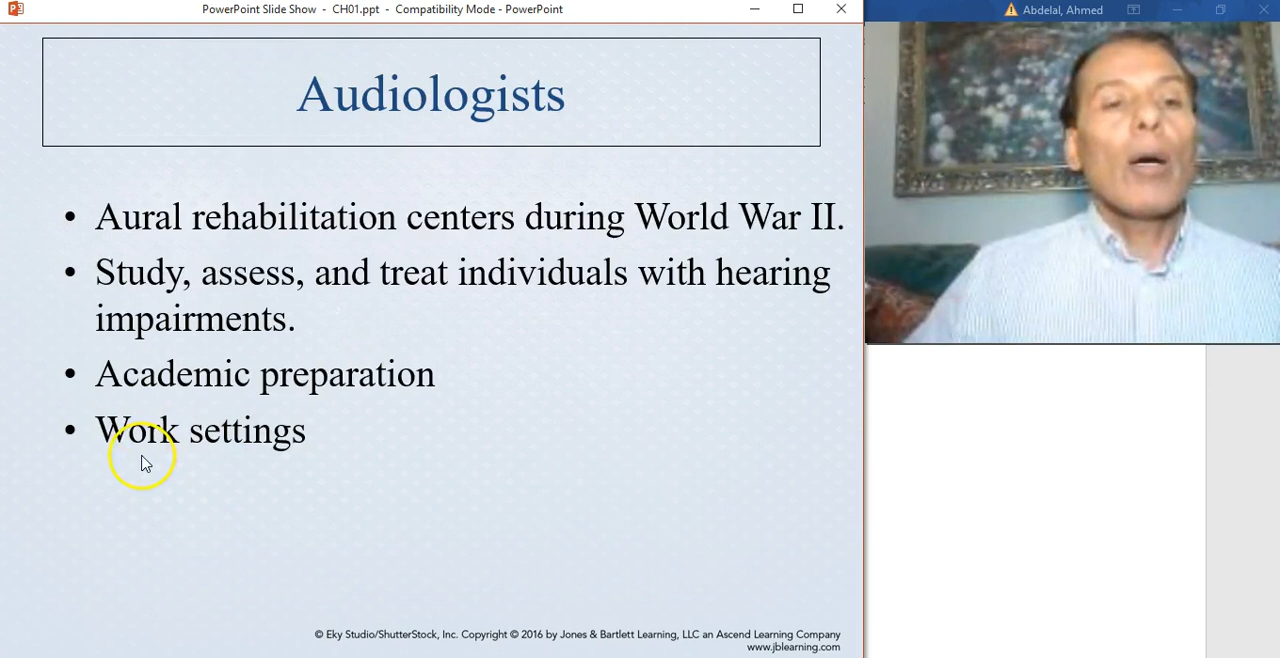 PowerPoint Slide Show - CH01.ppt - Compatibility Mode - PowerPoint
Abdelal, Ahmed
Audiologists
• Aural rehabilitation centers during World War II.
• Study, assess, and treat individuals with hearing
impairments.
• Academic preparation
• Work settings
© Eky Studio/ShutterStock, Inc. Copyright © 2016 by Jones & Bartlett Learning, LLC an Ascend Learning Company
www.jblearning.com